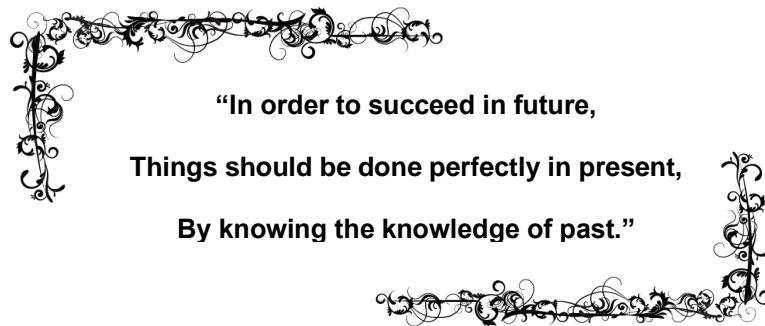 “In order to succeed in future,
Things should be done perfectly in present,
By knowing the knowledge of past.”